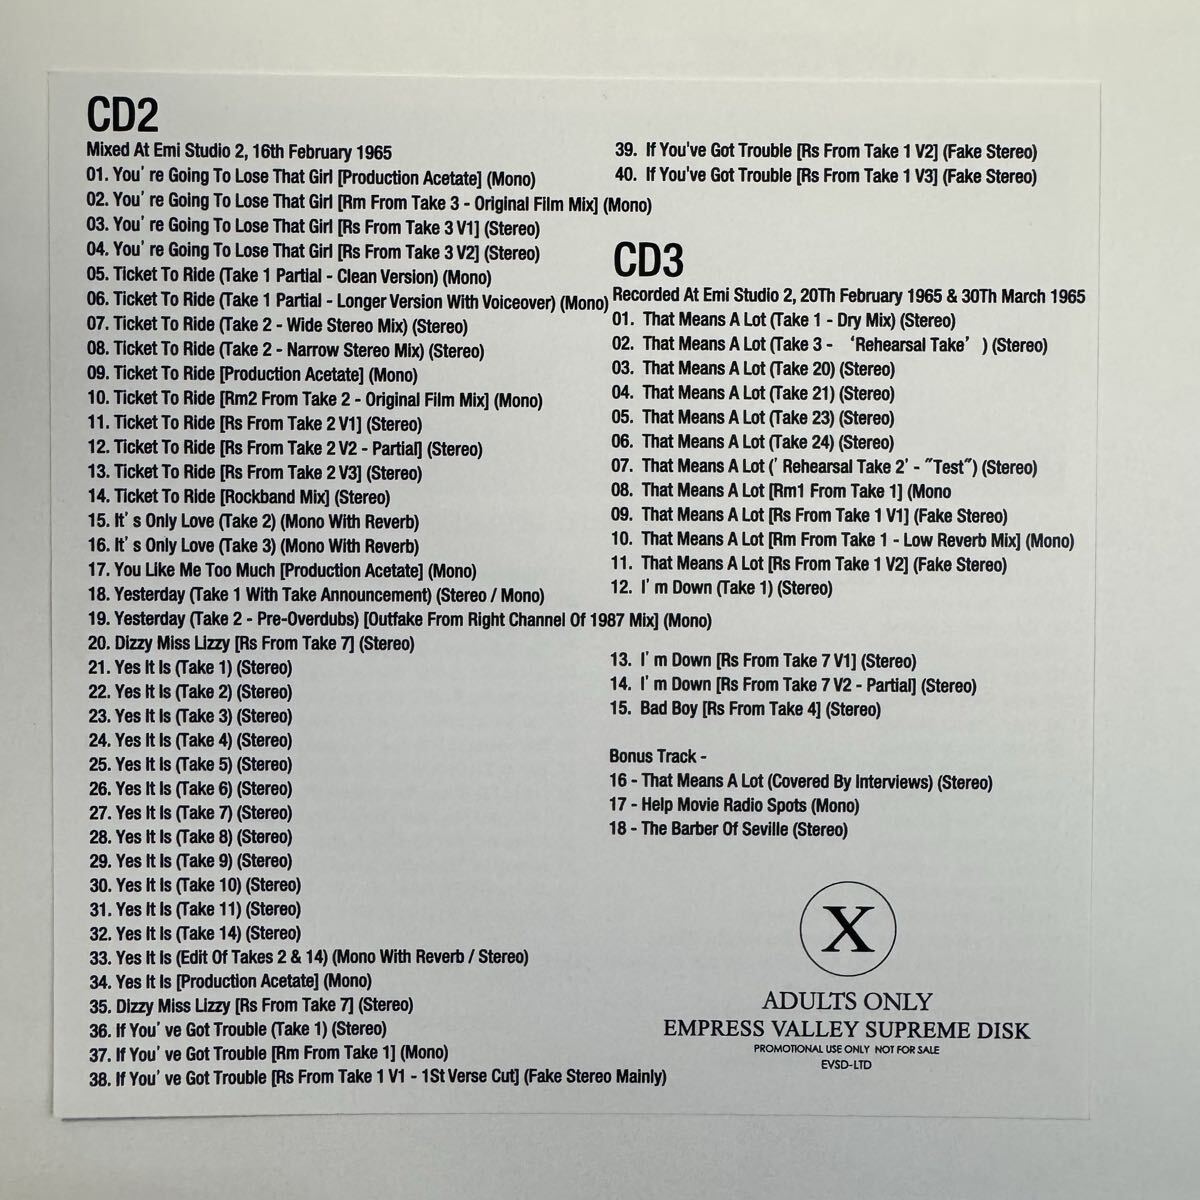 CD2
Mixed At Emi Studio 2, 16th February 1965
01. You' re Going To Lose That Girl [Production Acetate] (Mono)
02. You' re Going To Lose That Girl [Rm From Take 3 - Original Film Mix] (Mono)
03. You' re Going To Lose That Girl [Rs From Take 3 V1] (Stereo)
04. You' re Going To Lose That Girl [Rs From Take 3 V2] (Stereo)
05. Ticket To Ride (Take 1 Partial - Clean Version) (Mono)
06. Ticket To Ride (Take 1 Partial - Longer Version With Voiceover) (Mono)
07. Ticket To Ride (Take 2 - Wide Stereo Mix) (Stereo)
08. Ticket To Ride (Take 2 - Narrow Stereo Mix) (Stereo)
09. Ticket To Ride [Production Acetate] (Mono)
10. Ticket To Ride [Rm2 From Take 2 - Original Film Mix] (Mono)
11. Ticket To Ride [Rs From Take 2 V1] (Stereo)
12. Ticket To Ride [Rs From Take 2 V2 - Partial] (Stereo)
13. Ticket To Ride [Rs From Take 2 V3] (Stereo)
14. Ticket To Ride [Rockband Mix] (Stereo)
15. It' s Only Love (Take 2) (Mono With Reverb)
16. It' s Only Love (Take 3) (Mono With Reverb)
17. You Like Me Too Much [Production Acetate] (Mono)
18. Yesterday (Take 1 With Take Announcement) (Stereo / Mono)
19. Yesterday (Take 2 - Pre-Overdubs) [Outfake From Right Channel Of 1987 Mix] (Mono)
20. Dizzy Miss Lizzy [Rs From Take 7] (Stereo)
21. Yes It Is (Take 1) (Stereo)
22. Yes It Is (Take 2) (Stereo)
23. Yes It Is (Take 3) (Stereo)
24. Yes It Is (Take 4) (Stereo)
25. Yes It Is (Take 5) (Stereo)
26. Yes It Is (Take 6) (Stereo)
27. Yes It Is (Take 7) (Stereo)
28. Yes It Is (Take 8) (Stereo)
29. Yes It Is (Take 9) (Stereo)
30. Yes It Is (Take 10) (Stereo)
31. Yes It Is (Take 11) (Stereo)
32. Yes It Is (Take 14) (Stereo)
33. Yes It Is (Edit Of Takes 2 & 14) (Mono With Reverb / Stereo)
34. Yes It Is [Production Acetate] (Mono)
35. Dizzy Miss Lizzy [Rs From Take 7] (Stereo)
36. If You' ve Got Trouble (Take 1) (Stereo)
37. If You' ve Got Trouble [Rm From Take 1] (Mono)
38. If You' ve Got Trouble [Rs From Take 1 V1 - 1St Verse Cut] (Fake Stereo Mainly)
39. If You've Got Trouble [Rs From Take 1 V2] (Fake Stereo)
40. If You've Got Trouble [Rs From Take 1 V3] (Fake Stereo)
CD3
Recorded At Emi Studio 2, 20Th February 1965 & 30Th March 1965
01. That Means A Lot (Take 1 - Dry Mix) (Stereo)
02. That Means A Lot (Take 3 - ‘Rehearsal Take’ ) (Stereo)
03. That Means A Lot (Take 20) (Stereo)
04. That Means A Lot (Take 21) (Stereo)
05. That Means A Lot (Take 23) (Stereo)
06. That Means A Lot (Take 24) (Stereo)
07. That Means A Lot (' Rehearsal Take 2' - "Test") (Stereo)
08. That Means A Lot [Rm1 From Take 1] (Mono
09. That Means A Lot [Rs From Take 1 V1] (Fake Stereo)
10. That Means A Lot [Rm From Take 1 - Low Reverb Mix] (Mono)
11. That Means A Lot [Rs From Take 1 V2] (Fake Stereo)
12. I' m Down (Take 1) (Stereo)
13. I' m Down [Rs From Take 7 V1] (Stereo)
14. I' m Down [Rs From Take 7 V2 - Partial] (Stereo)
15. Bad Boy [Rs From Take 4] (Stereo)
Bonus Track -
16 - That Means A Lot (Covered By Interviews) (Stereo)
17 - Help Movie Radio Spots (Mono)
18 - The Barber Of Seville (Stereo)
X
ADULTS ONLY
EMPRESS VALLEY SUPREME DISK
PROMOTIONAL USE ONLY NOT FOR SALE
EVSD-LTD